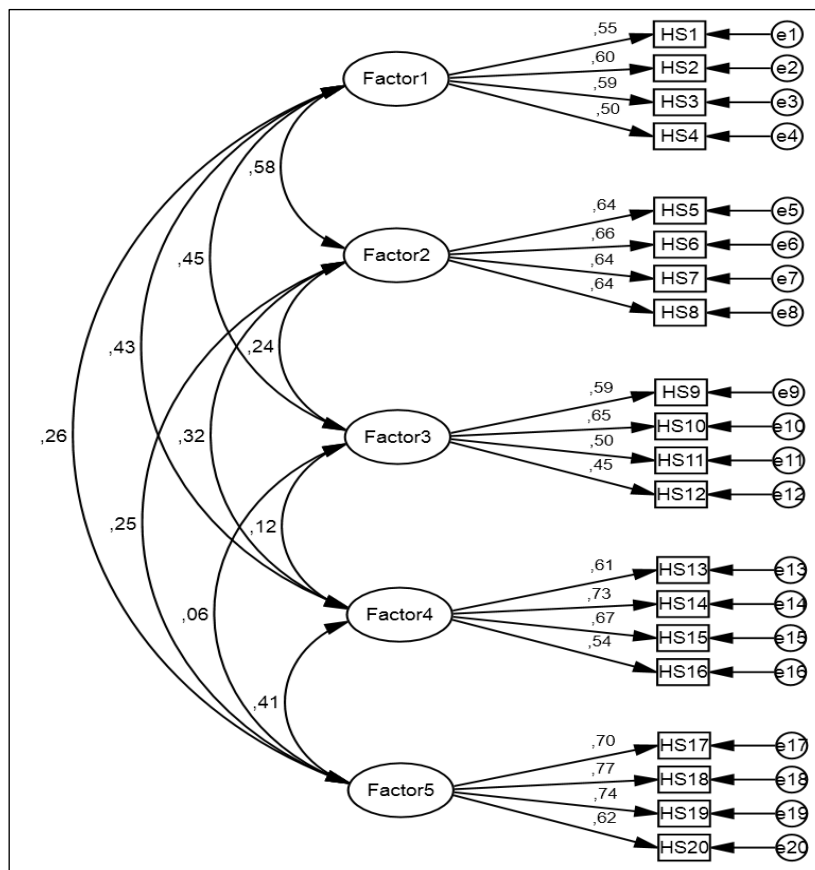 ,55 HS1 e1
,60 HS2 e2
Factor1 ,59 HS3 e3
,50 HS4 e4
,58
,64 HS5 e5
,45 Factor2 ,66 HS6 e6
,64 HS7 e7
,64 HS8 e8
,43 ,24
,59 HS9 e9
,26 ,32 Factor3 ,65 HS10 e10
,50 HS11 e11
,45 HS12 e12
,25 ,12
,61 HS13 e13
,06 Factor4 ,73 HS14 e14
,67 HS15 e15
,54 HS16 e16
,41
,70 HS17 e17
Factor5 ,77 HS18 e18
,74 HS19 e19
,62 HS20 e20